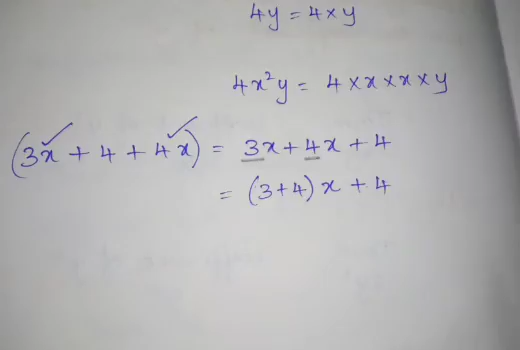 4y = 4 × y
4x²y = 4 × x × x × y
(3x + 4 + 4x) = 3x + 4x + 4
= (3+4) x + 4